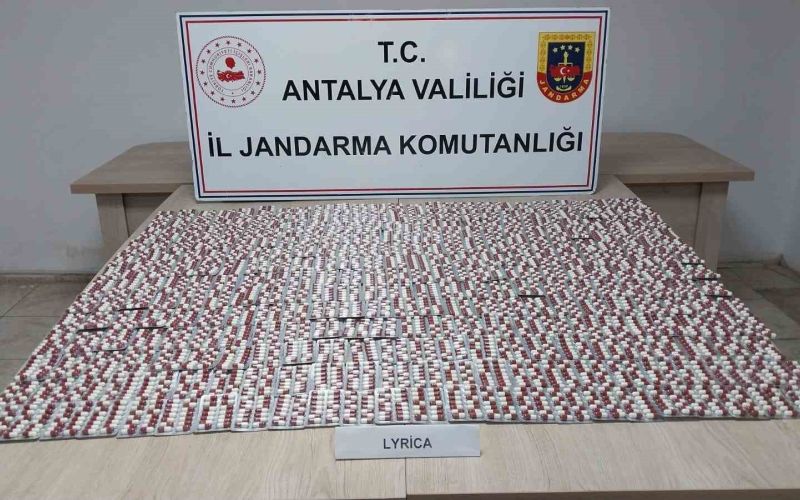 T.C.
ANTALYA VALİLİĞİ
İL JANDARMA KOMUTANLIĞI
JANDARMA
LYRİCA